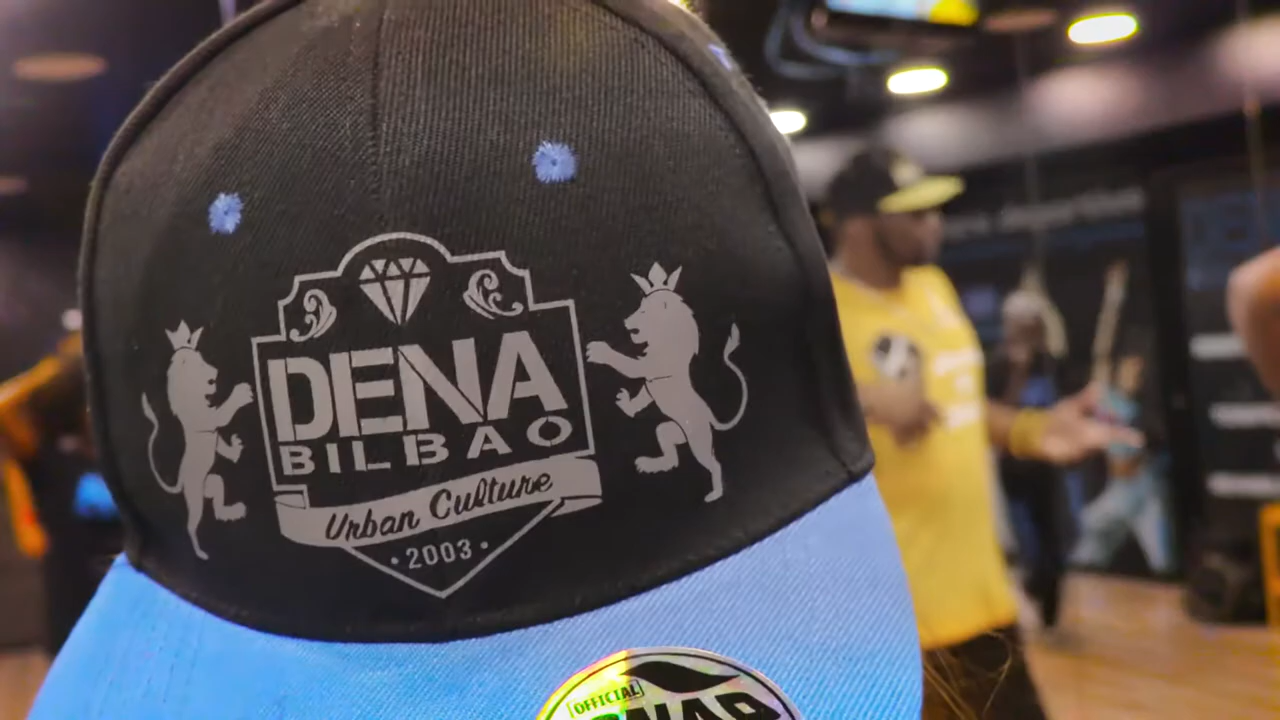 DENA
BILBAO
Urban Culture
• 2003 •
OFFICIAL